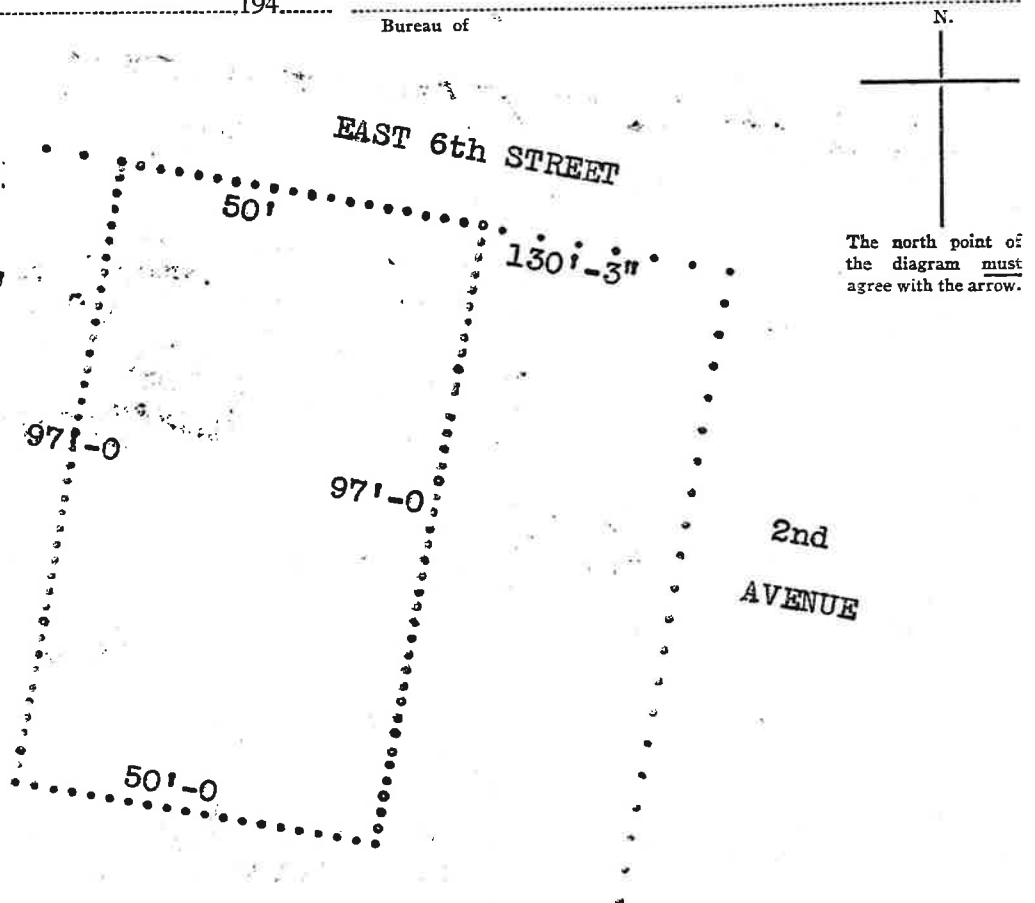 194
Bureau of
N.
EAST 6th STREET
50'
130'-3"
The north point of
the diagram must
agree with the arrow.
97'-0
97'-0
2nd
AVENUE
50'-0